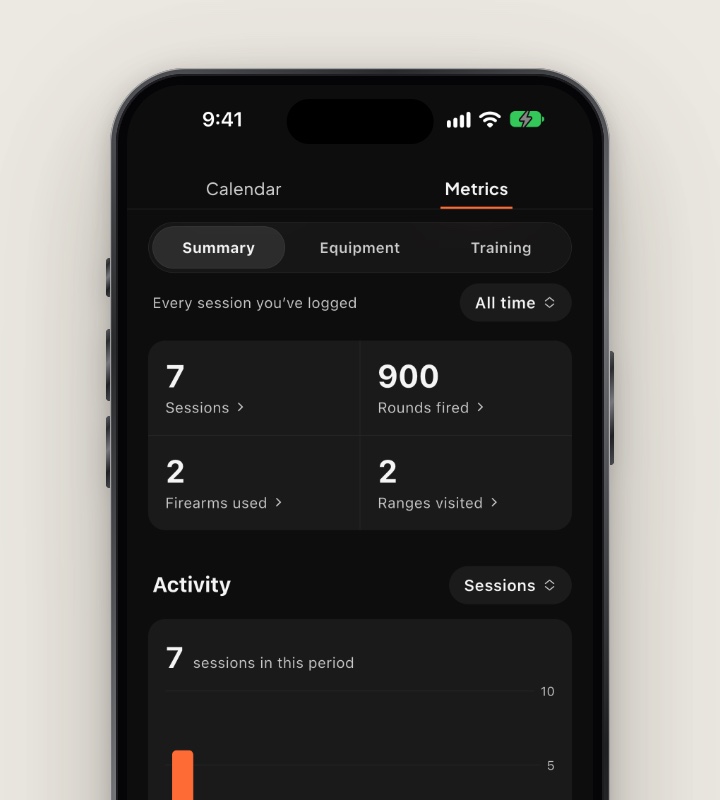 9:41
Calendar Metrics
Summary Equipment Training
Every session you've logged All time
7 900
Sessions Rounds fired
2 2
Firearms used Ranges visited
Activity Sessions
7 sessions in this period
10
5